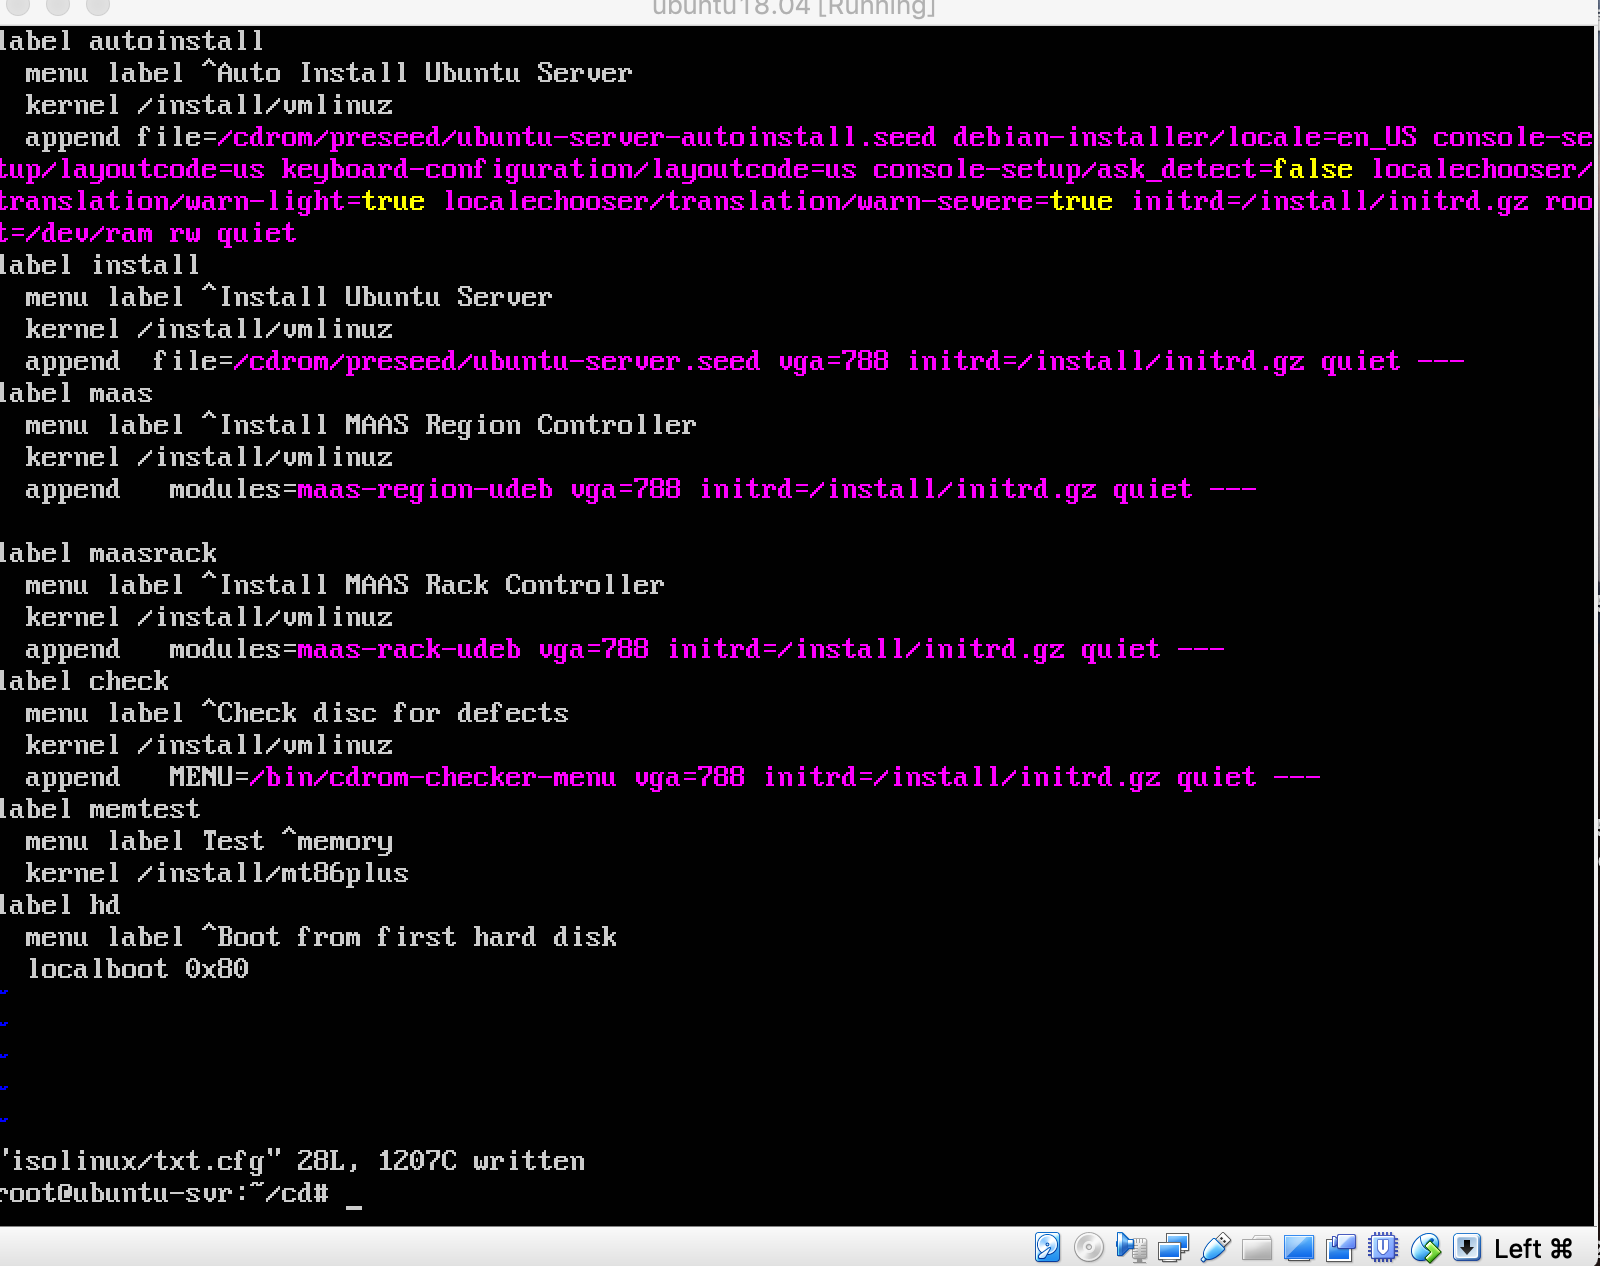 ubuntu18.04 [Running]
label autoinstall
  menu label ^Auto Install Ubuntu Server
  kernel /install/vmlinuz
  append file=/cdrom/preseed/ubuntu-server-autoinstall.seed debian-installer/locale=en_US console-se
tup/layoutcode=us keyboard-configuration/layoutcode=us console-setup/ask_detect=false localechooser/
translation/warn-light=true localechooser/translation/warn-severe=true initrd=/install/initrd.gz roo
t=/dev/ram rw quiet
label install
  menu label ^Install Ubuntu Server
  kernel /install/vmlinuz
  append  file=/cdrom/preseed/ubuntu-server.seed vga=788 initrd=/install/initrd.gz quiet ---
label maas
  menu label ^Install MAAS Region Controller
  kernel /install/vmlinuz
  append   modules=maas-region-udeb vga=788 initrd=/install/initrd.gz quiet ---
label maasrack
  menu label ^Install MAAS Rack Controller
  kernel /install/vmlinuz
  append   modules=maas-rack-udeb vga=788 initrd=/install/initrd.gz quiet ---
label check
  menu label ^Check disc for defects
  kernel /install/vmlinuz
  append   MENU=/bin/cdrom-checker-menu vga=788 initrd=/install/initrd.gz quiet ---
label memtest
  menu label Test ^memory
  kernel /install/mt86plus
label hd
  menu label ^Boot from first hard disk
  localboot 0x80
~
~
~
~
~
"isolinux/txt.cfg" 28L, 1207C written
root@ubuntu-svr:~/cd# _
Left ⌘